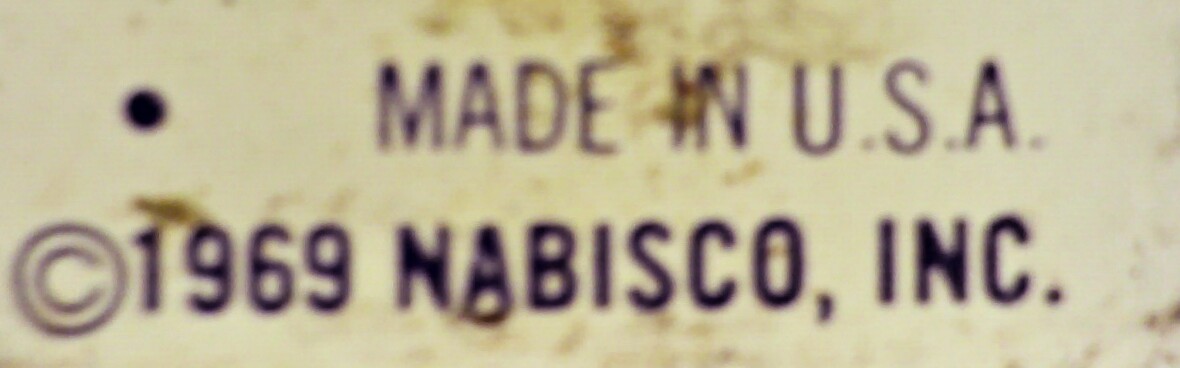 • MADE IN U.S.A.
©1969 NABISCO, INC.